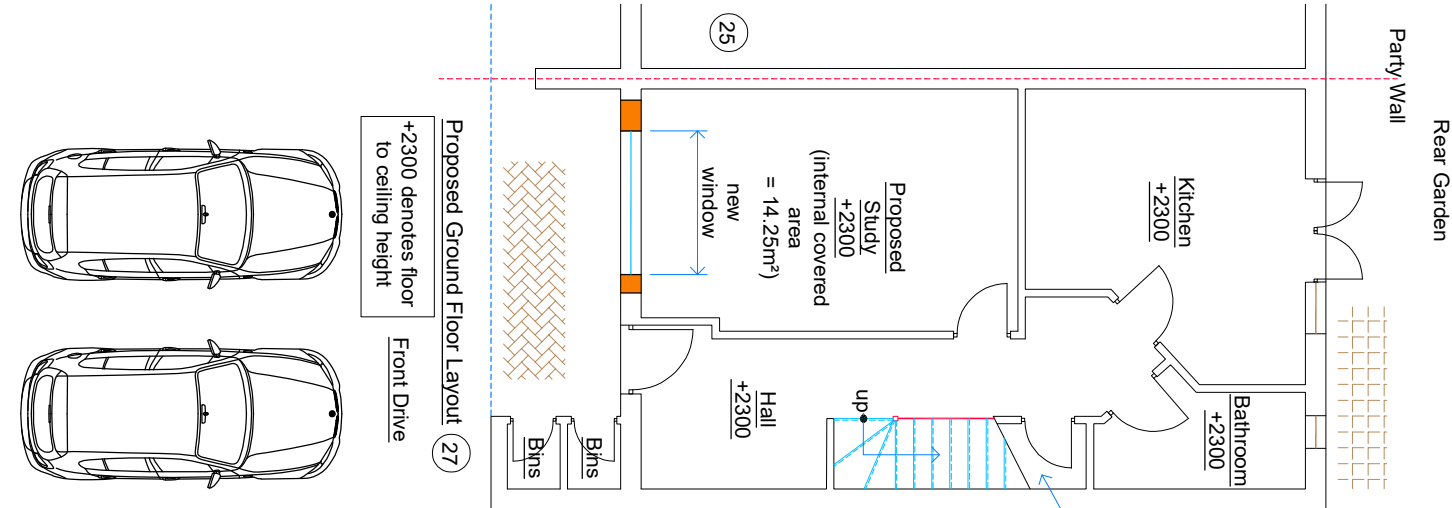 Rear Garden
Party Wall
Kitchen
+2300
Bathroom
+2300
Proposed
Study
+2300
(internal covered
area
= 14.25m²)
new
window
up
Hall
+2300
25
Bins
Bins
Proposed Ground Floor Layout
27
+2300 denotes floor
to ceiling height
Front Drive